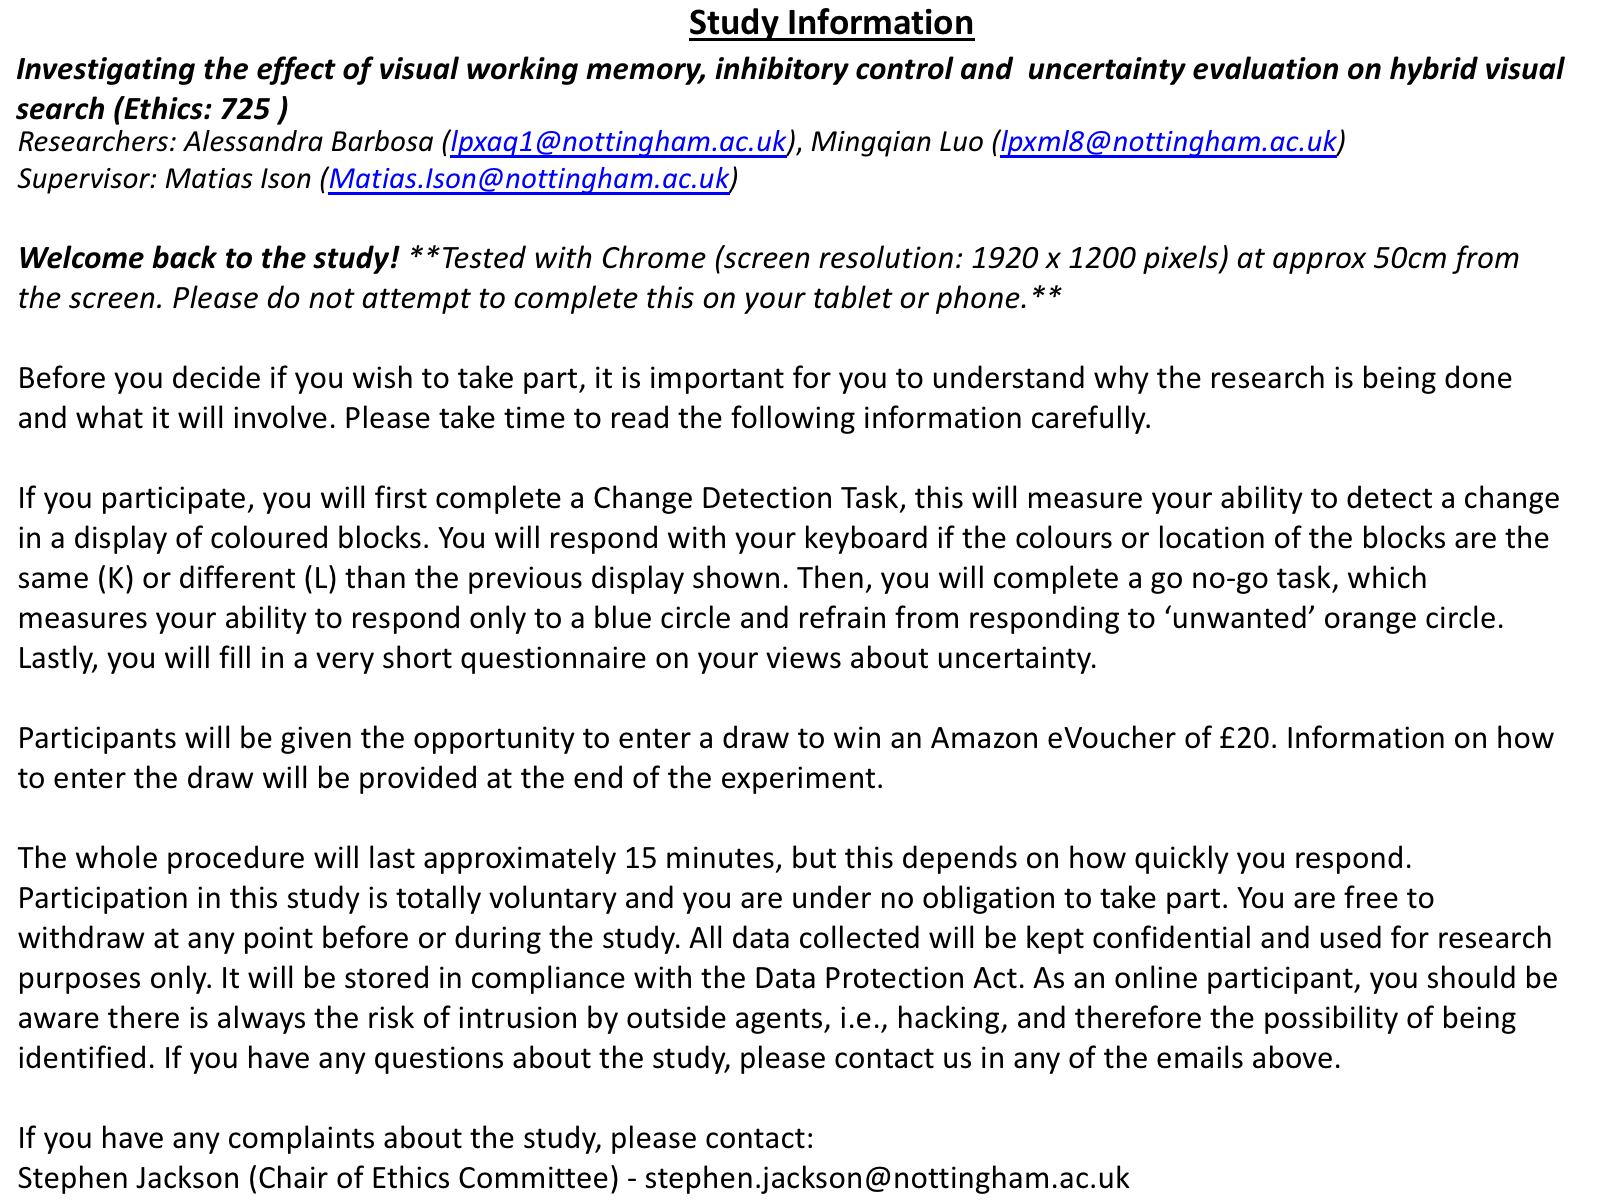 Study Information
Investigating the effect of visual working memory, inhibitory control and  uncertainty evaluation on hybrid visual
search (Ethics: 725 )
Researchers: Alessandra Barbosa (lpxaq1@nottingham.ac.uk), Mingqian Luo (lpxml8@nottingham.ac.uk)
Supervisor: Matias Ison (Matias.Ison@nottingham.ac.uk)
Welcome back to the study! **Tested with Chrome (screen resolution: 1920 x 1200 pixels) at approx 50cm from
the screen. Please do not attempt to complete this on your tablet or phone.**
Before you decide if you wish to take part, it is important for you to understand why the research is being done
and what it will involve. Please take time to read the following information carefully.
If you participate, you will first complete a Change Detection Task, this will measure your ability to detect a change
in a display of coloured blocks. You will respond with your keyboard if the colours or location of the blocks are the
same (K) or different (L) than the previous display shown. Then, you will complete a go no-go task, which
measures your ability to respond only to a blue circle and refrain from responding to ‘unwanted’ orange circle.
Lastly, you will fill in a very short questionnaire on your views about uncertainty.
Participants will be given the opportunity to enter a draw to win an Amazon eVoucher of £20. Information on how
to enter the draw will be provided at the end of the experiment.
The whole procedure will last approximately 15 minutes, but this depends on how quickly you respond.
Participation in this study is totally voluntary and you are under no obligation to take part. You are free to
withdraw at any point before or during the study. All data collected will be kept confidential and used for research
purposes only. It will be stored in compliance with the Data Protection Act. As an online participant, you should be
aware there is always the risk of intrusion by outside agents, i.e., hacking, and therefore the possibility of being
identified. If you have any questions about the study, please contact us in any of the emails above.
If you have any complaints about the study, please contact:
Stephen Jackson (Chair of Ethics Committee) - stephen.jackson@nottingham.ac.uk